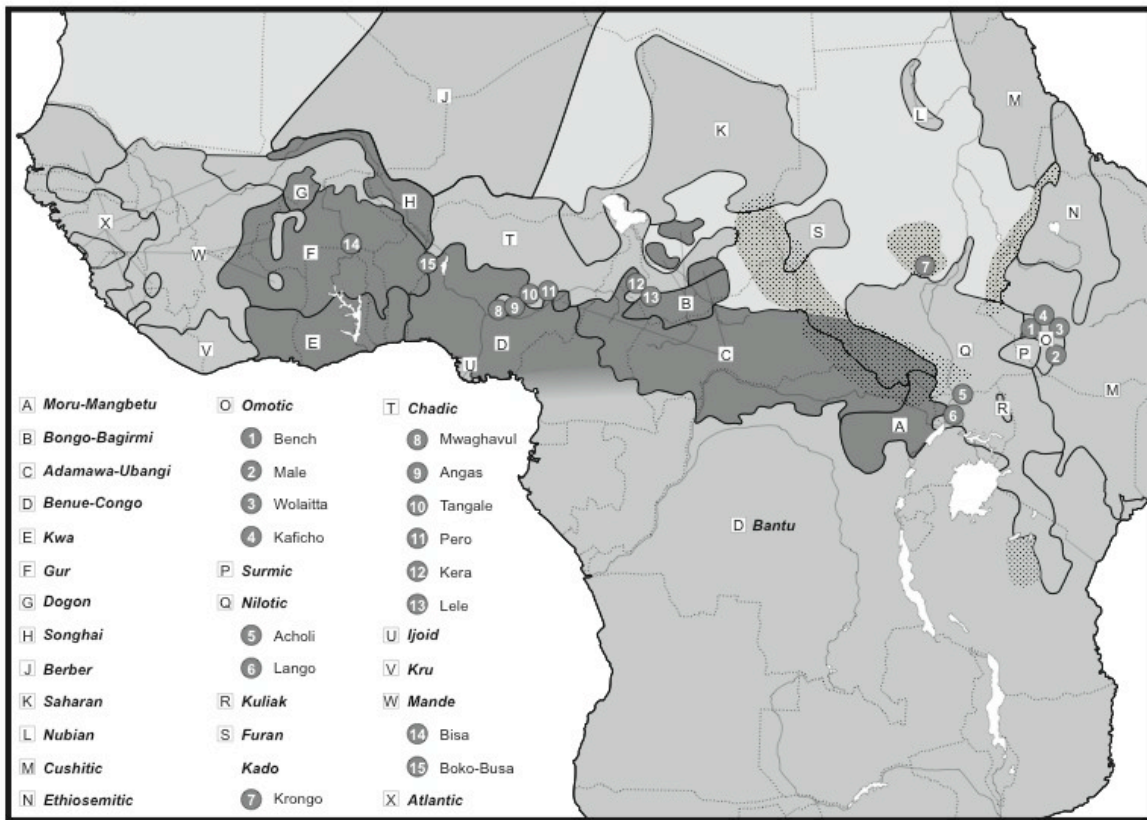 J
M
K
L
G
H
N
X
T
S
14
F
W
15
7
12
13
11
10
B
9
8
4
1
3
O
P
2
E
D
V
U
C
Q
M
5
R
6
A
D Bantu
A Moru-Mangbetu
B Bongo-Bagirmi
C Adamawa-Ubangi
D Benue-Congo
E Kwa
F Gur
G Dogon
H Songhai
J Berber
K Saharan
L Nubian
M Cushitic
N Ethiosemitic
O Omotic
1 Bench
2 Male
3 Wolaitta
4 Kaficho
P Surmic
Q Nilotic
5 Acholi
6 Lango
R Kuliak
S Furan
Kado
7 Krongo
T Chadic
8 Mwaghavul
9 Angas
10 Tangale
11 Pero
12 Kera
13 Lele
U Ijoid
V Kru
W Mande
14 Bisa
15 Boko-Busa
X Atlantic